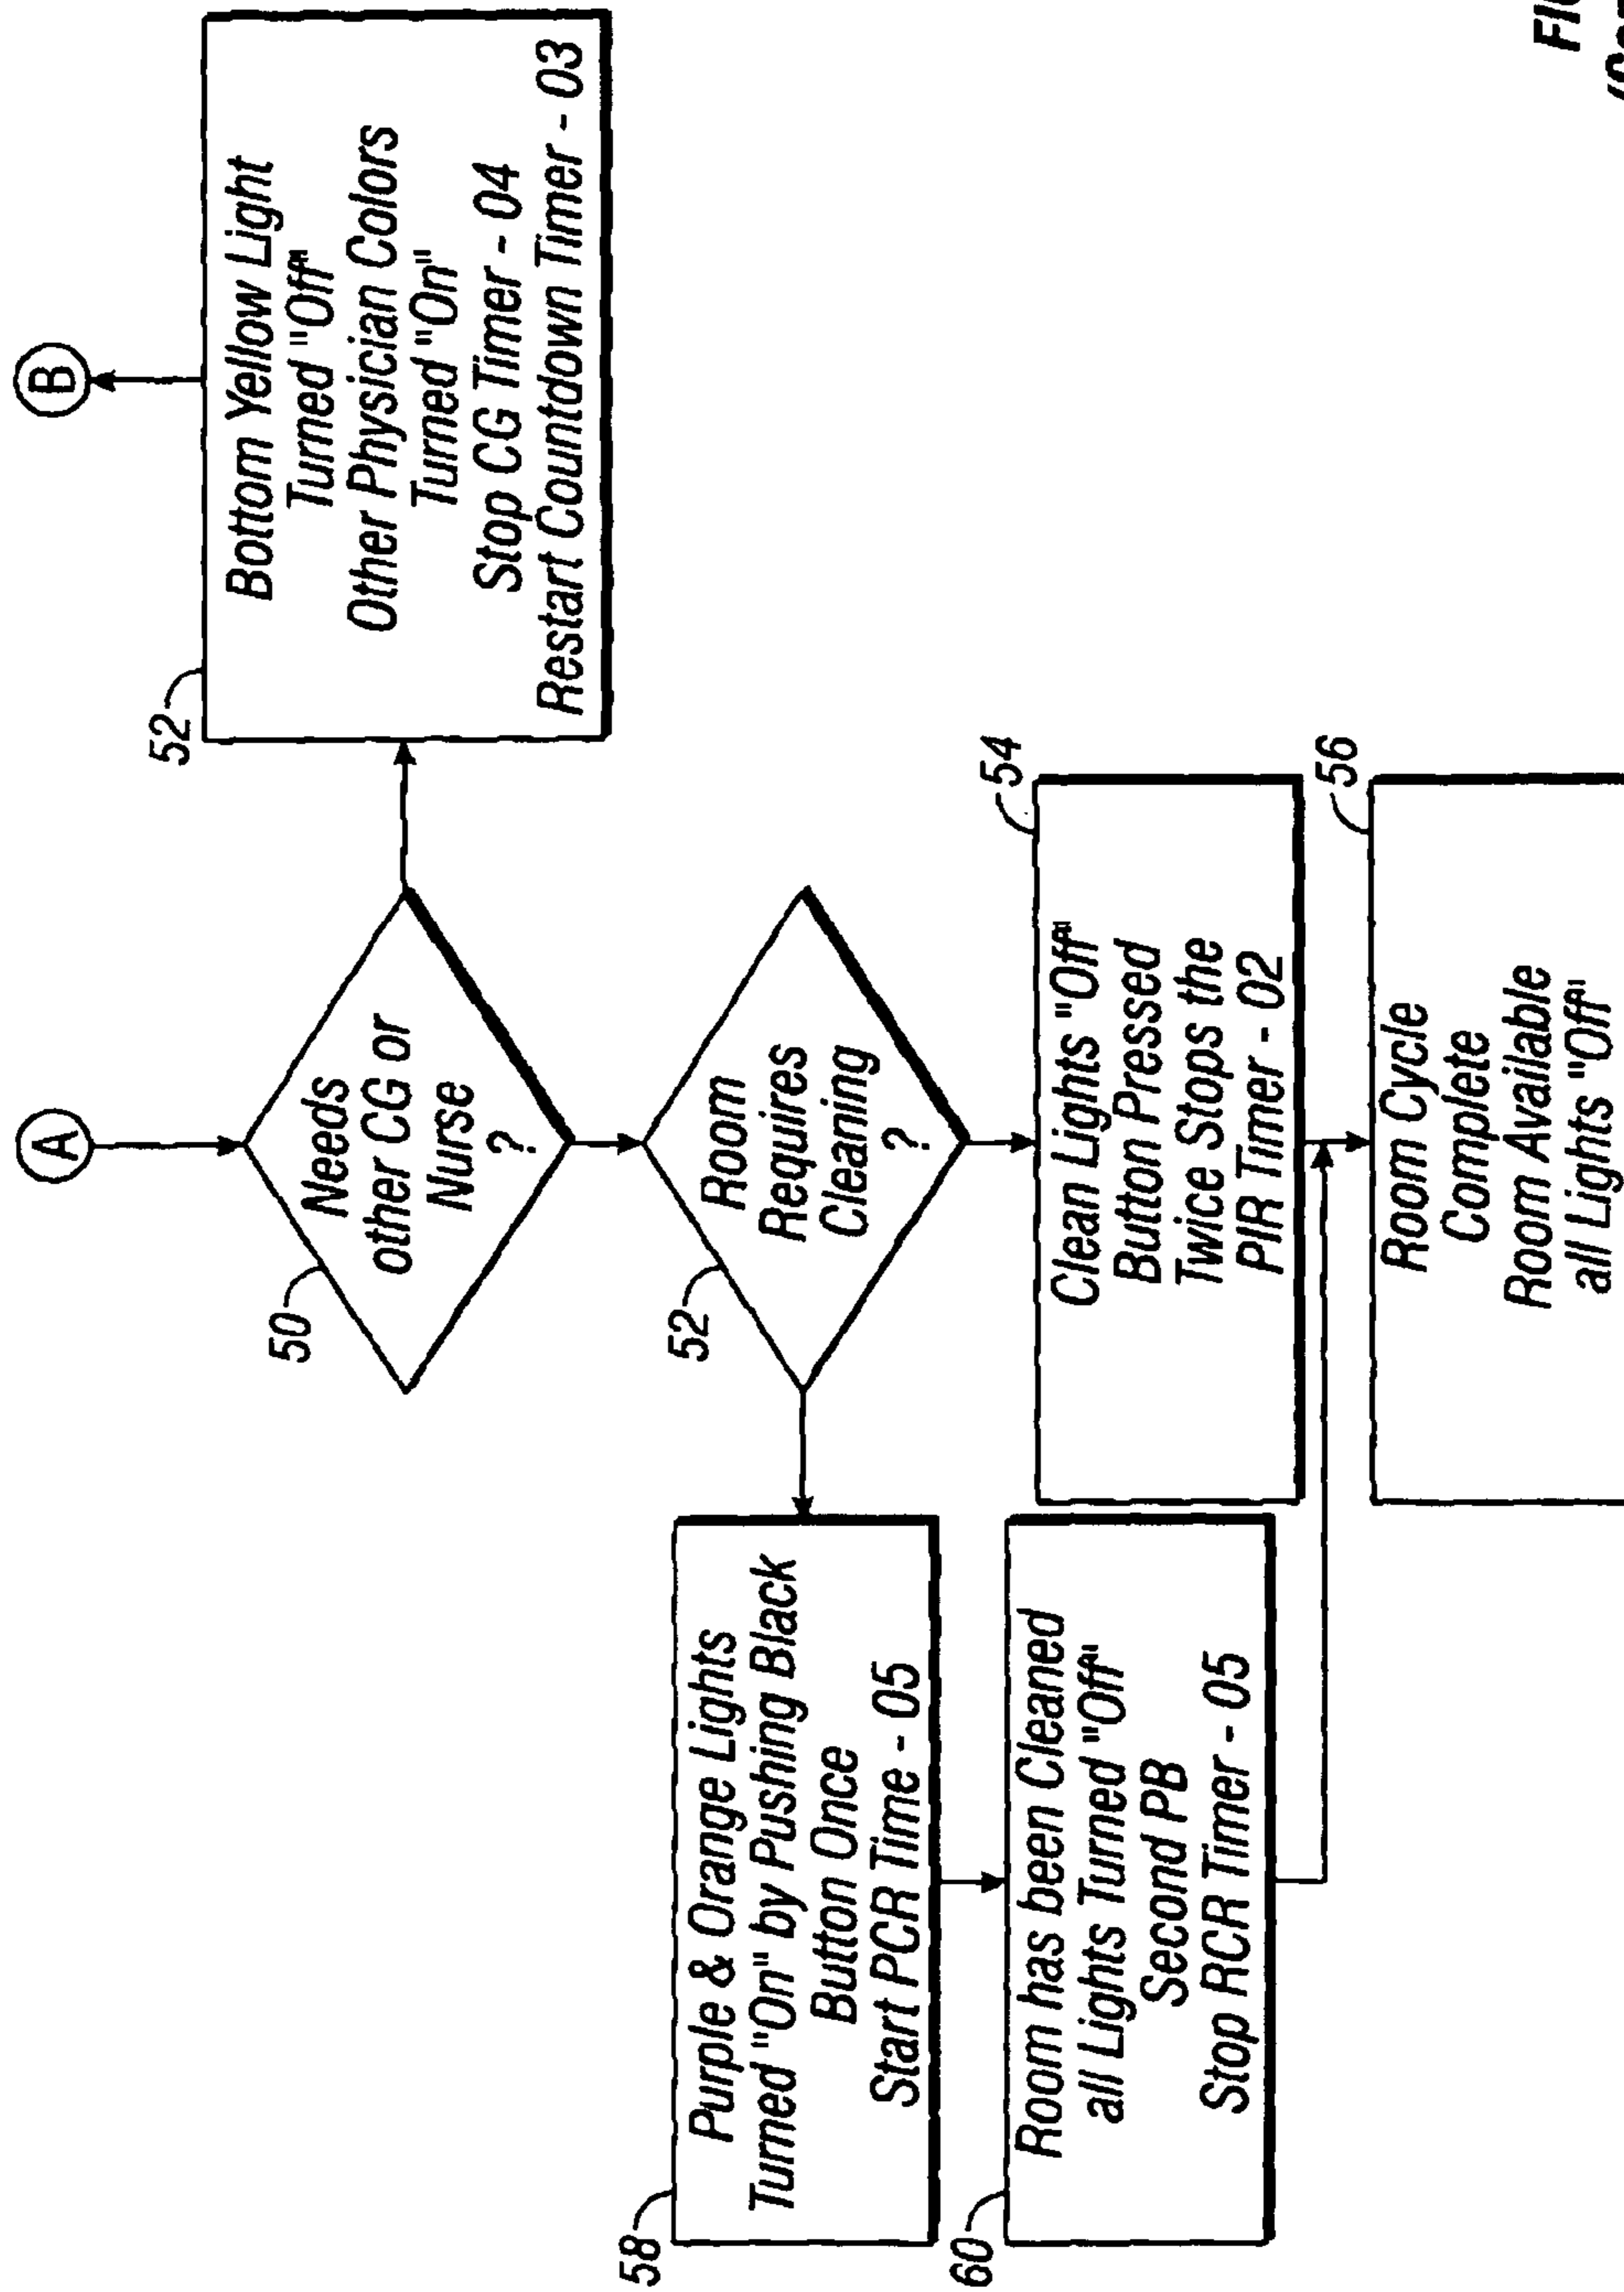 A
B
50
Needs
other CG or
Nurse
?
52
Bottom Yellow Light
Turned "Off"
Other Physician Colors
Turned "On"
Stop CG Timer - 04
Restart Countdown Timer - 03
52
Room
Requires
Cleaning
?
58
Purple & Orange Lights
Turned "On" by Pushing Black
Button Once
Start PCR Time - 05
54
Clean Lights "Off"
Button Pressed
Twice Stops the
PIR Timer - 02
60
Room has been Cleaned
all Lights Turned "Off"
Second PB
Stop RCR Timer - 05
56
Room Cycle
Complete
Room Available
all Lights "Off"